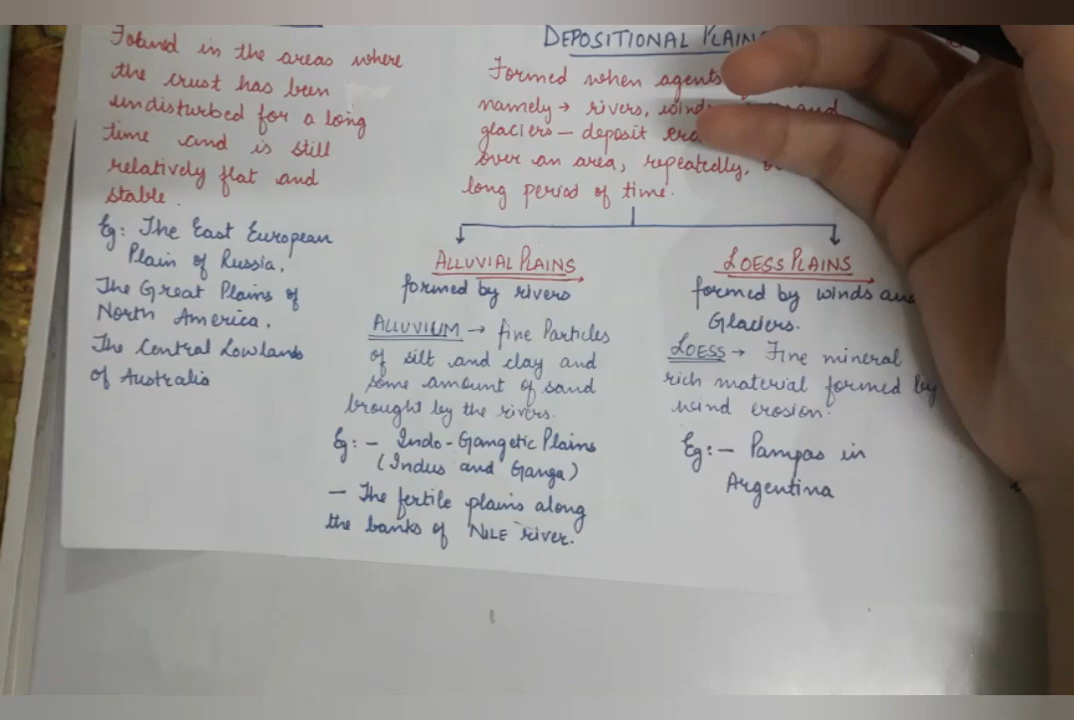 Found in the areas where
the crust has been
undisturbed for a long
time and is still
relatively flat and
stable.
Eg: The East European
Plain of Russia,
The Great Plains of
North America,
The Central Lowlands
of Australia
DEPOSITIONAL PLAINS
Formed when agents
namely → rivers, wind, and
glaciers — deposit
over an area, repeatedly,
long period of time.
ALLUVIAL PLAINS
formed by rivers
ALLUVIUM → fine Particles
of silt and clay and
some amount of sand
brought by the rivers.
Eg: - Indo-Gangetic Plains
(Indus and Ganga)
- The fertile plains along
the banks of NILE river.
LOESS PLAINS
formed by winds and
Glaciers.
LOESS → Fine mineral
rich material formed by
wind erosion.
Eg: - Pampas in
Argentina